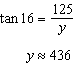 tan 16 = 125/y
y ≈ 436